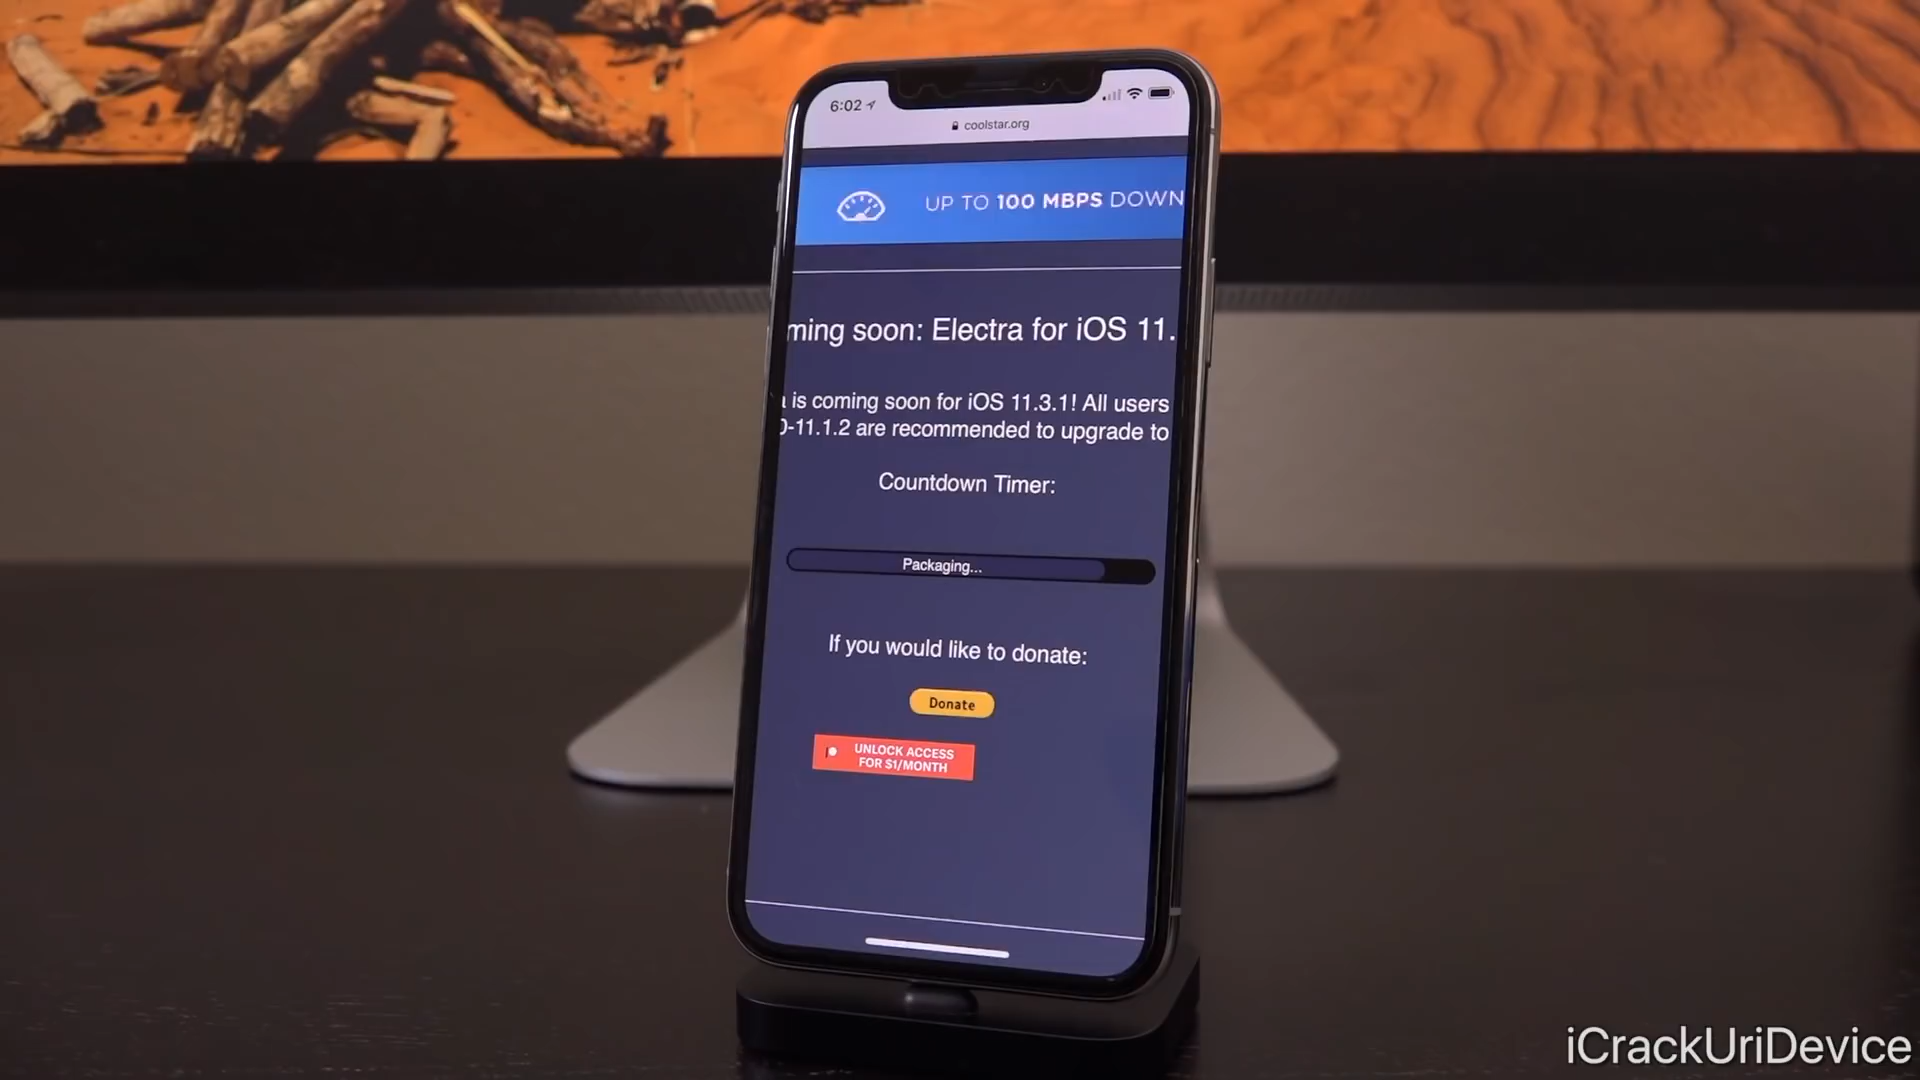 6:02
coolstar.org
UP TO 100 MBPS DOWN
ming soon: Electra for iOS 11.
is coming soon for iOS 11.3.1! All users
-11.1.2 are recommended to upgrade to
Countdown Timer:
Packaging...
If you would like to donate:
Donate
UNLOCK ACCESS
FOR $1/MONTH
iCrackUriDevice